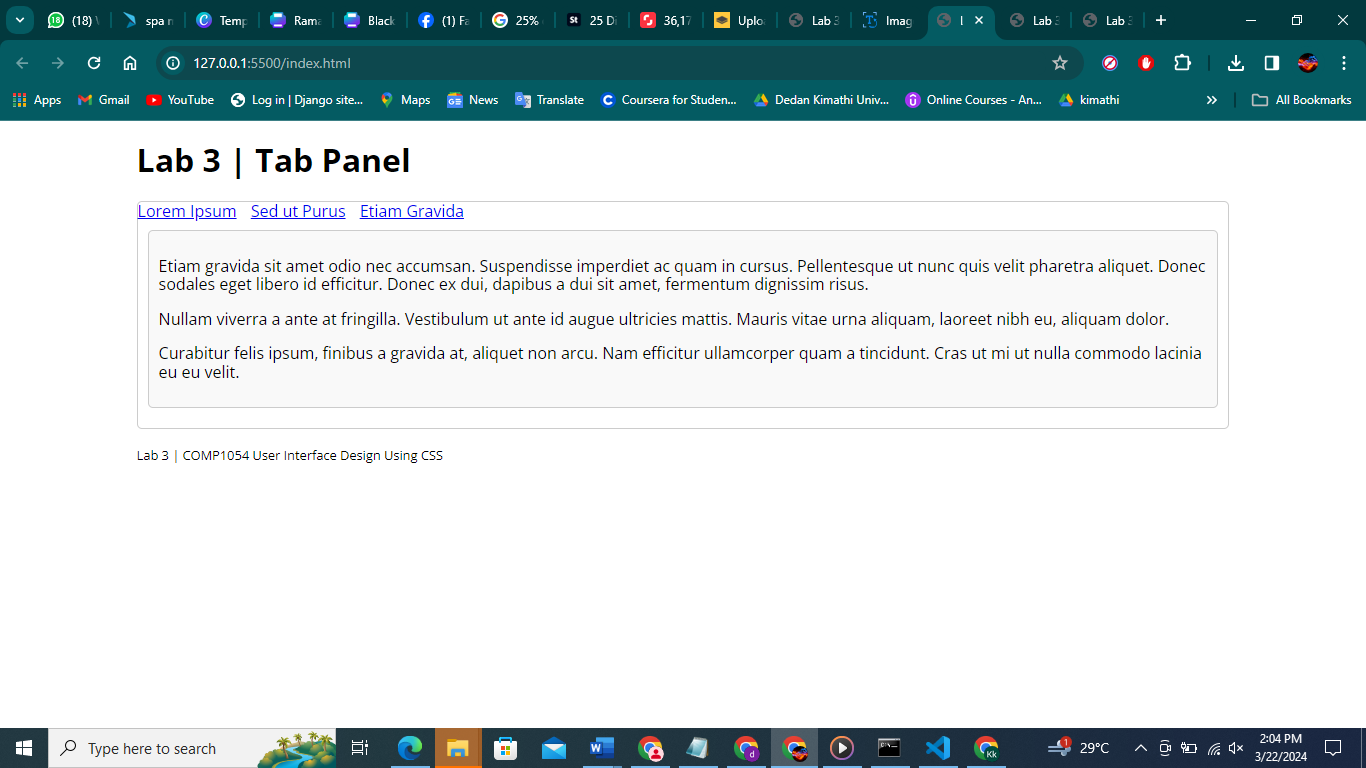 (18) W
spa n
Temp
Rama
Black
(1) Fa
25%
St
25 Di
36,17
Uplo
Lab 3
Imag
l
Lab 3
Lab 3
127.0.0.1:5500/index.html
Apps
Gmail
YouTube
Log in | Django site...
Maps
News
Translate
Coursera for Studen...
Dedan Kimathi Univ...
Online Courses - An...
kimathi
All Bookmarks
Lab 3 | Tab Panel
Lorem Ipsum Sed ut Purus Etiam Gravida
Etiam gravida sit amet odio nec accumsan. Suspendisse imperdiet ac quam in cursus. Pellentesque ut nunc quis velit pharetra aliquet. Donec
sodales eget libero id efficitur. Donec ex dui, dapibus a dui sit amet, fermentum dignissim risus.
Nullam viverra a ante at fringilla. Vestibulum ut ante id augue ultricies mattis. Mauris vitae urna aliquam, laoreet nibh eu, aliquam dolor.
Curabitur felis ipsum, finibus a gravida at, aliquet non arcu. Nam efficitur ullamcorper quam a tincidunt. Cras ut mi ut nulla commodo lacinia
eu eu velit.
Lab 3 | COMP1054 User Interface Design Using CSS
Type here to search
29°C
2:04 PM
3/22/2024